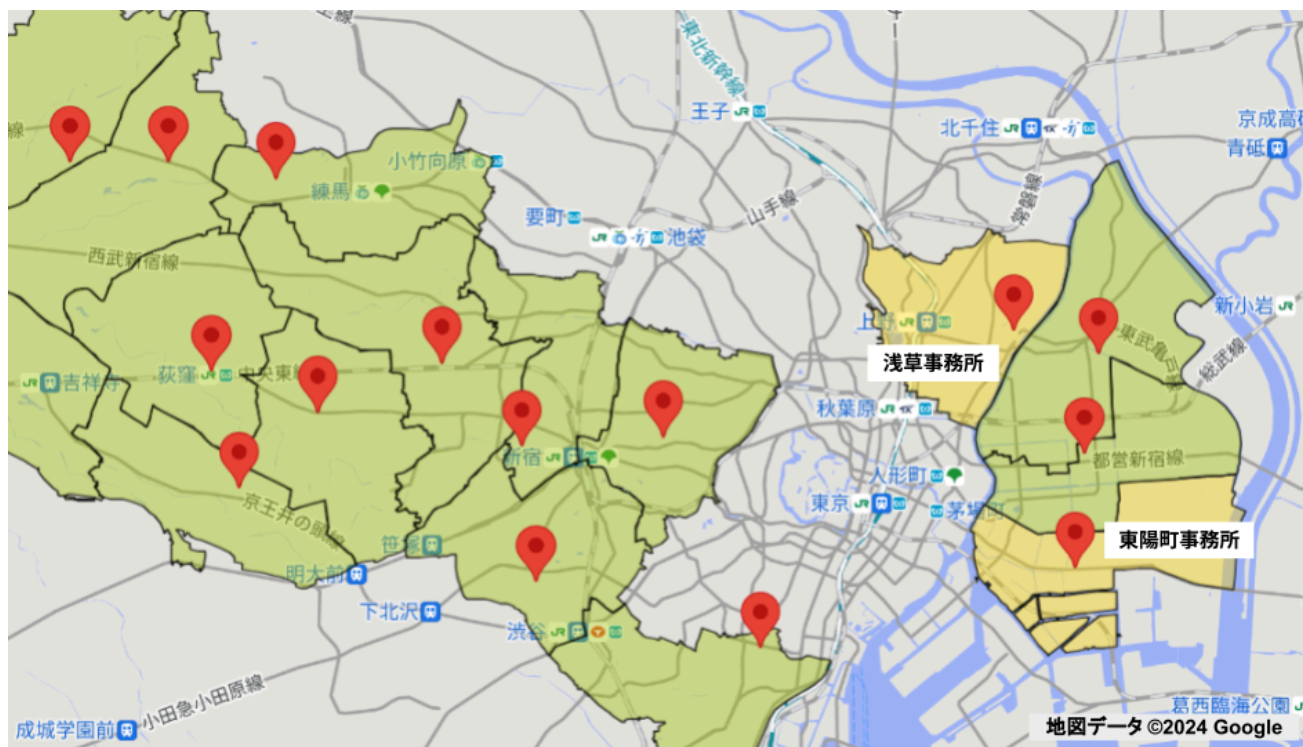 東北新幹線
王子
北千住
京成高砂
青砥
線
小竹向原
練馬
要町
池袋
山手線
常磐線
西武新宿線
新小岩
総武線
上野
東武亀戸線
浅草事務所
吉祥寺
荻窪
中央東線
秋葉原
新宿
都営新宿線
人形町
東京
茅場町
京王井の頭線
笹塚
東陽町事務所
明大前
下北沢
渋谷
小田急小田原線
成城学園前
葛西臨海公園
地図データ ©2024 Google